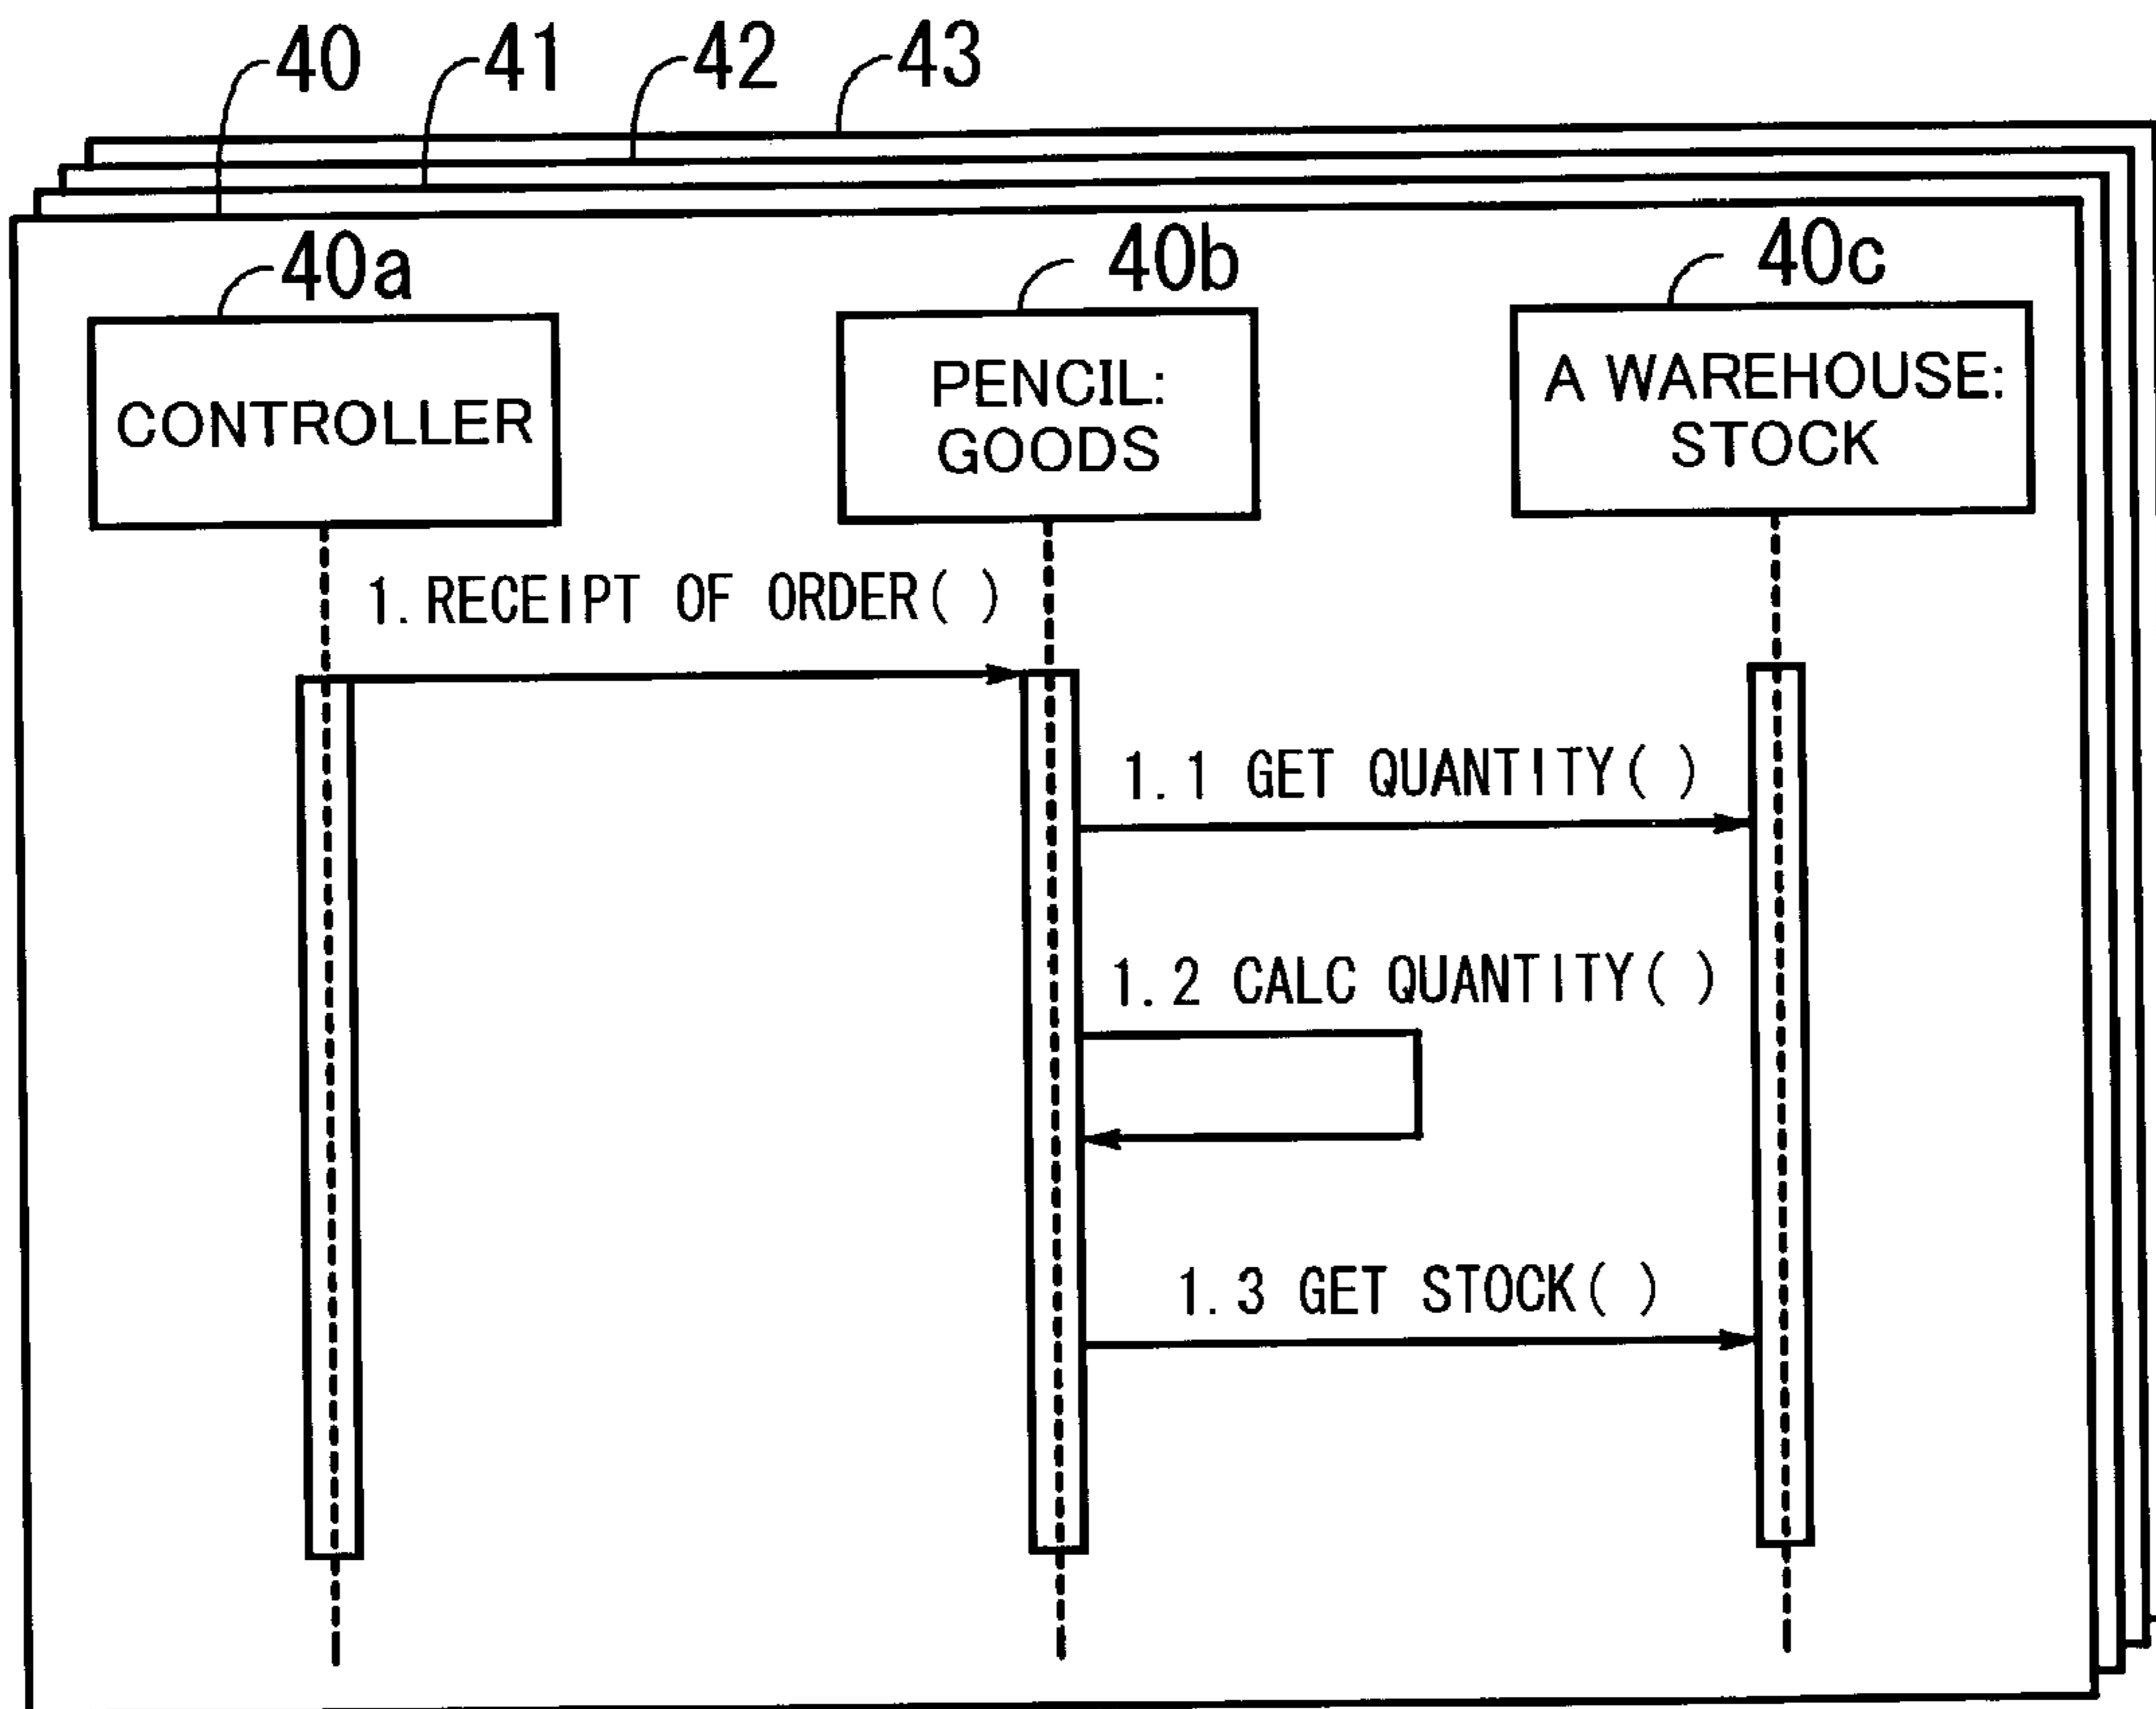 40 41 42 43
40a 40b 40c
CONTROLLER
PENCIL:
GOODS
A WAREHOUSE:
STOCK
1. RECEIPT OF ORDER( )
1.1 GET QUANTITY( )
1.2 CALC QUANTITY( )
1.3 GET STOCK( )